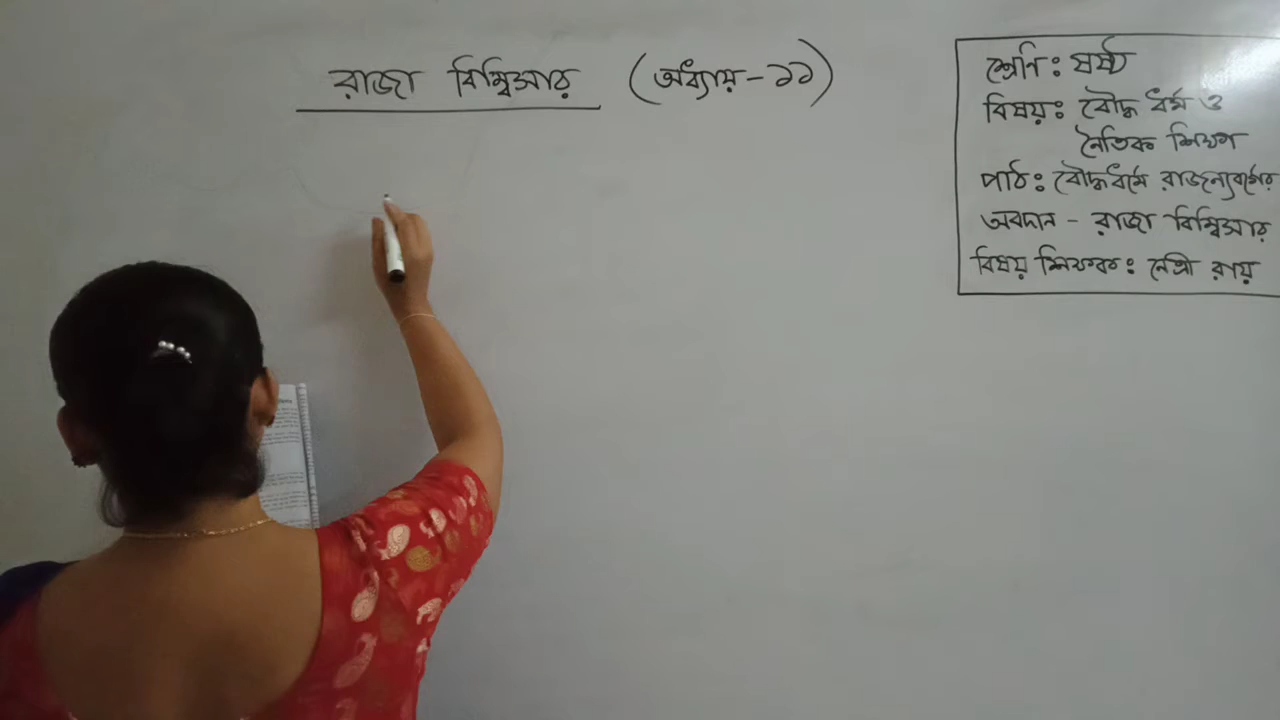 রাজা বিম্বিসার (অধ্যায় - ১১)
শ্রেণি : ষষ্ঠ
বিষয় : বৌদ্ধ ধর্ম ও
নৈতিক শিক্ষা
পাঠ : বৌদ্ধধর্মে রাজন্যবর্গের
অবদান - রাজা বিম্বিসার
বিষয় শিক্ষক : নেত্রী রায়